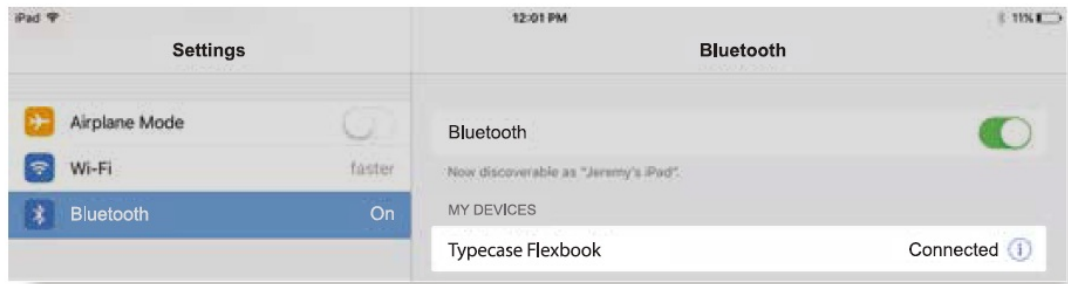 iPad 12:01 PM 11%
Settings Bluetooth
Airplane Mode
Wi-Fi faster
Bluetooth On
Bluetooth
Now discoverable as "Jeremy's iPad".
MY DEVICES
Typecase Flexbook Connected